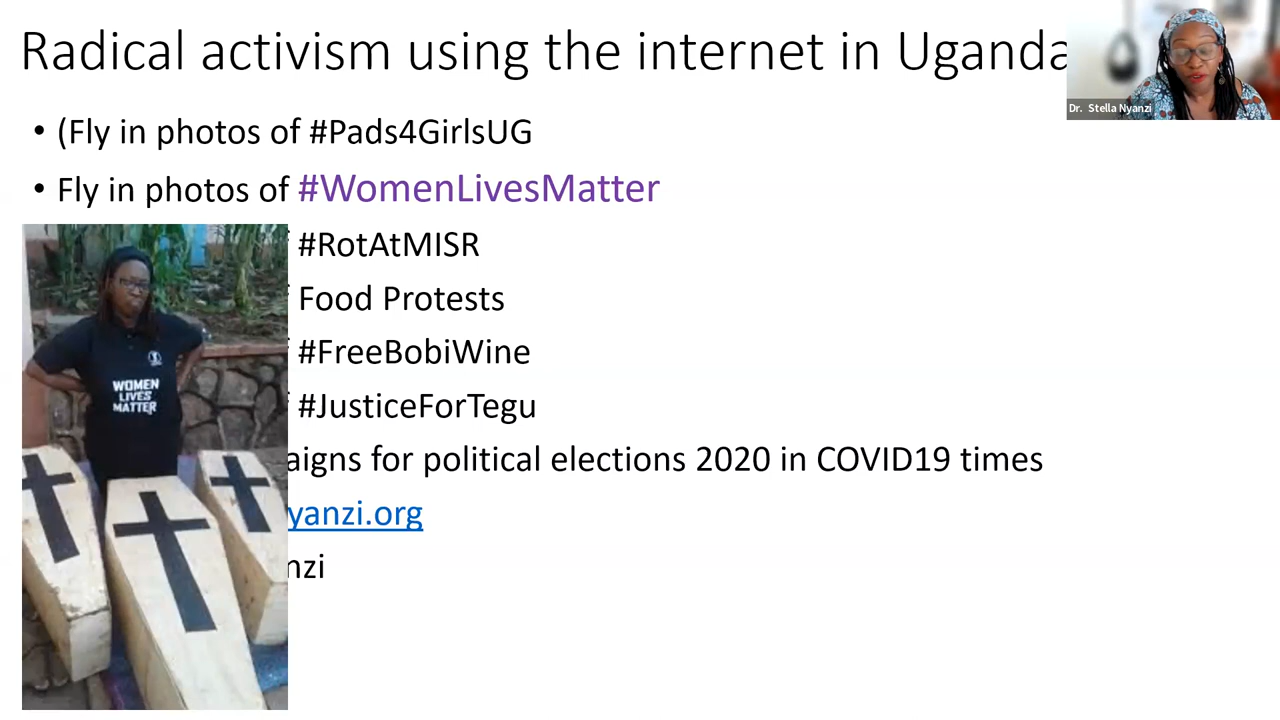 Radical activism using the internet in Uganda
Dr. Stella Nyanzi
• (Fly in photos of #Pads4GirlsUG
• Fly in photos of #WomenLivesMatter
#RotAtMISR
Food Protests
#FreeBobiWine
#JusticeForTegu
aigns for political elections 2020 in COVID19 times
yanzi.org
nzi
WOMEN
LIVES
MATTER